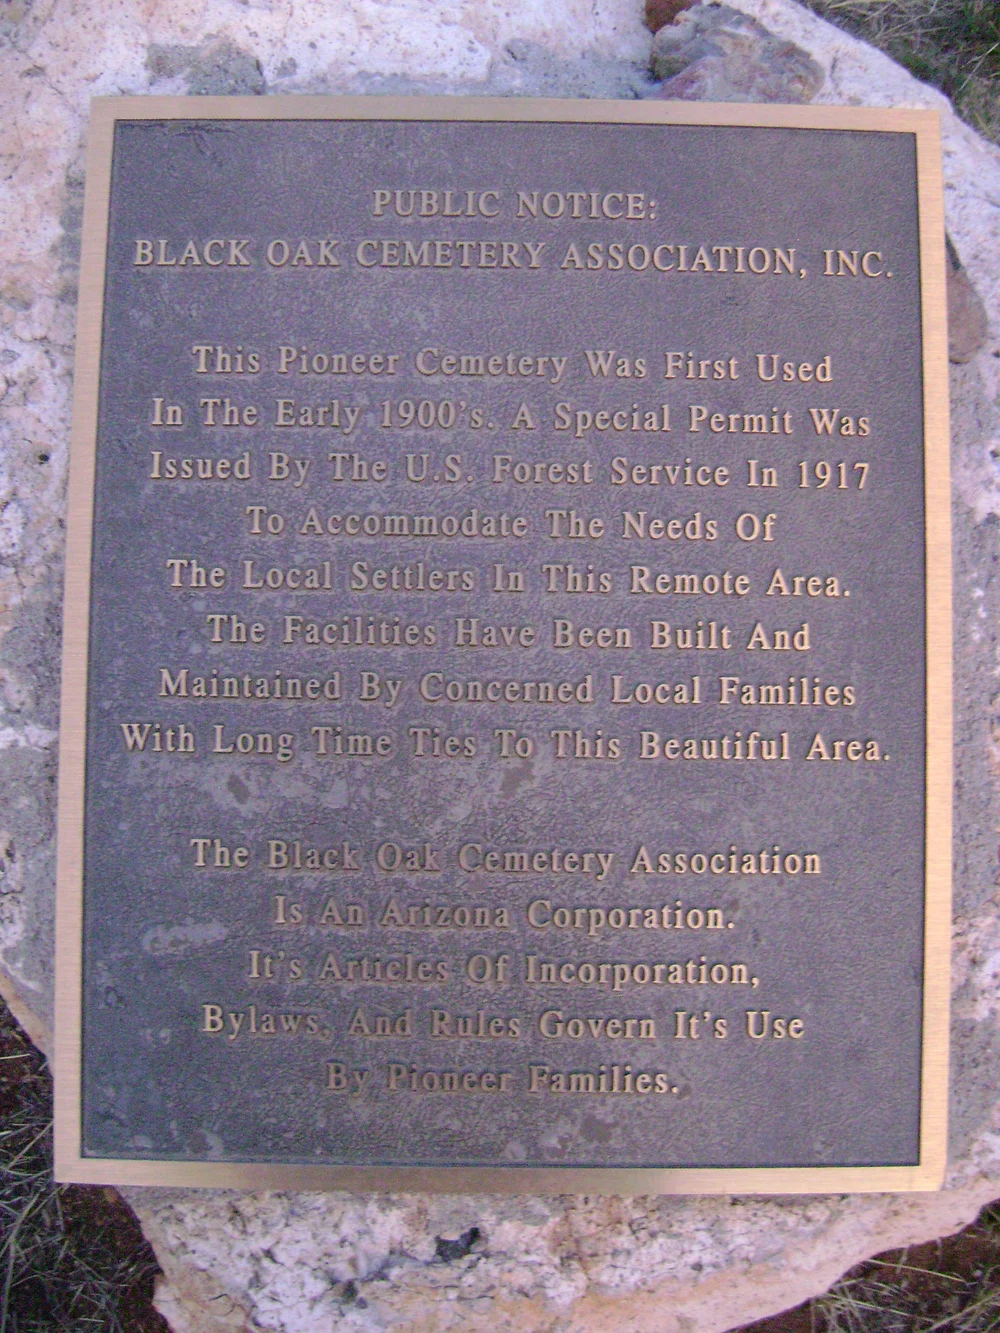 PUBLIC NOTICE:
BLACK OAK CEMETERY ASSOCIATION, INC.
This Pioneer Cemetery Was First Used
In The Early 1900's. A Special Permit Was
Issued By The U.S. Forest Service In 1917
To Accommodate The Needs Of
The Local Settlers In This Remote Area.
The Facilities Have Been Built And
Maintained By Concerned Local Families
With Long Time Ties To This Beautiful Area.
The Black Oak Cemetery Association
Is An Arizona Corporation.
It's Articles Of Incorporation,
Bylaws, And Rules Govern It's Use
By Pioneer Families.